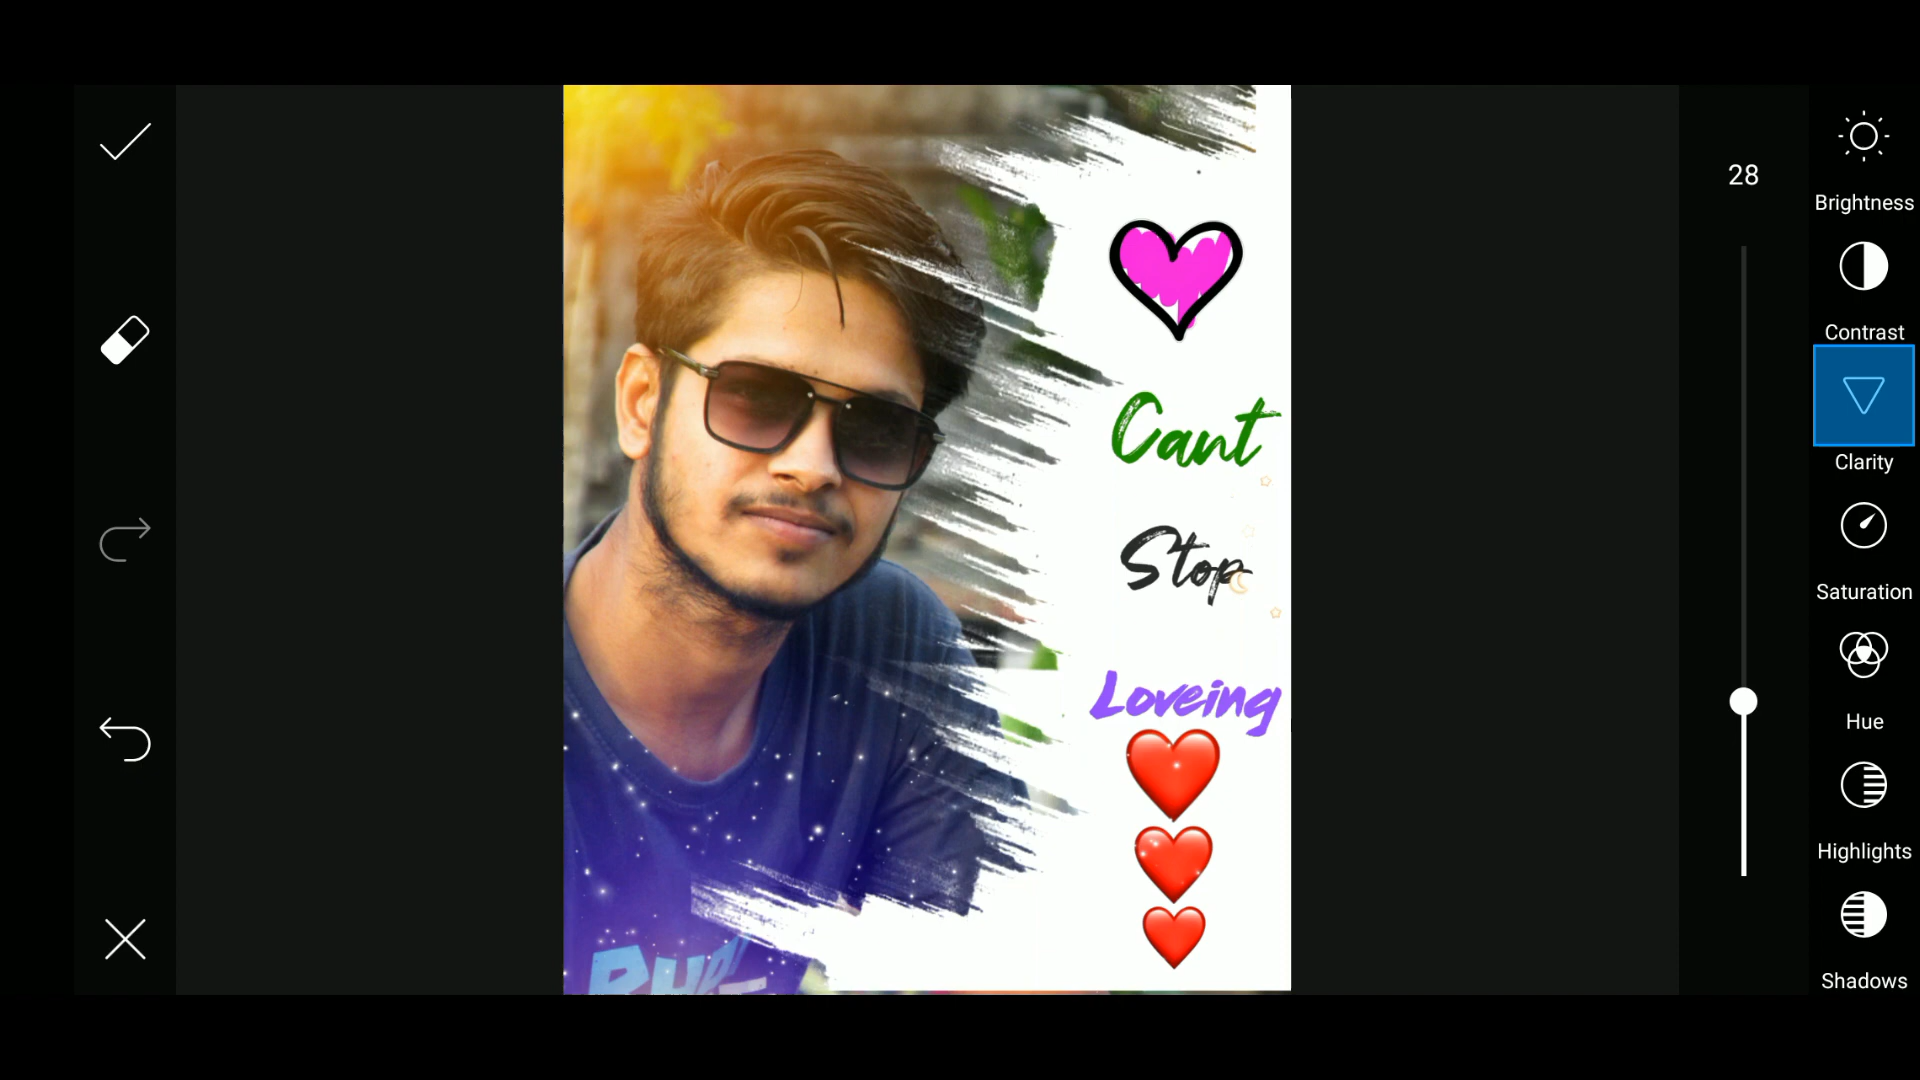 28
Brightness
Contrast
Clarity
Saturation
Hue
Highlights
Shadows
Cant
Stop
Loveing